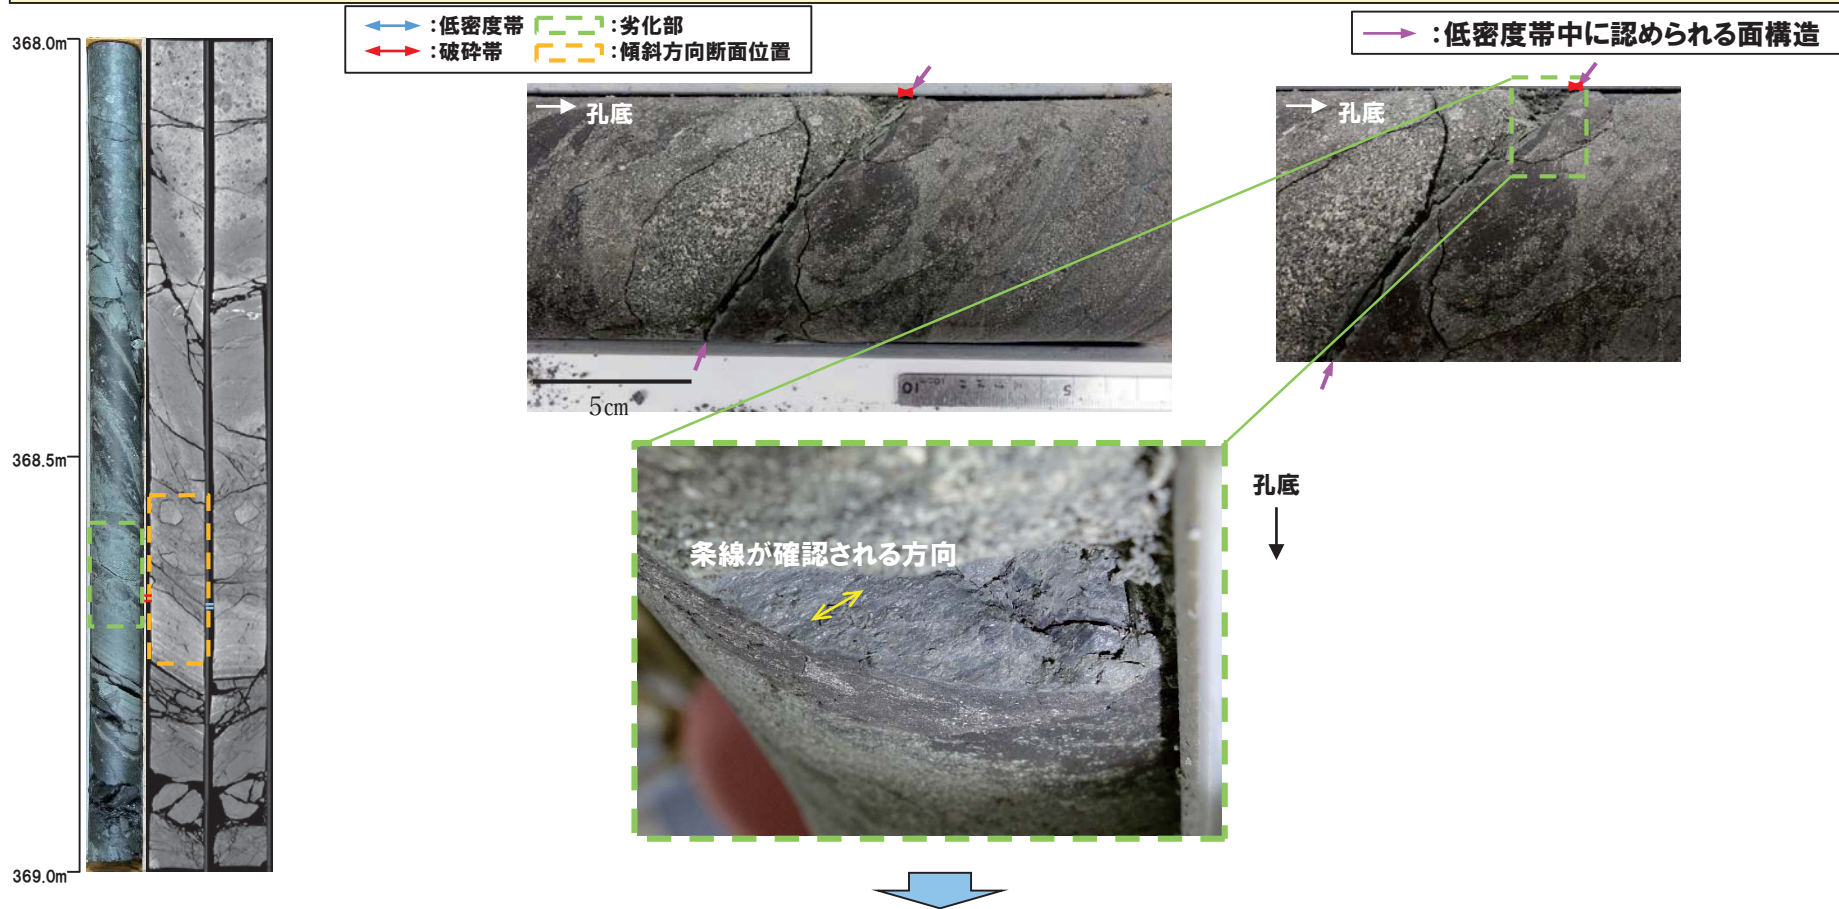 :低密度帯
:劣化部
:破砕帯
:傾斜方向断面位置
:低密度帯中に認められる面構造
368.0m
368.5m
369.0m
孔底
孔底
5cm
10
5
孔底
条線が確認される方向